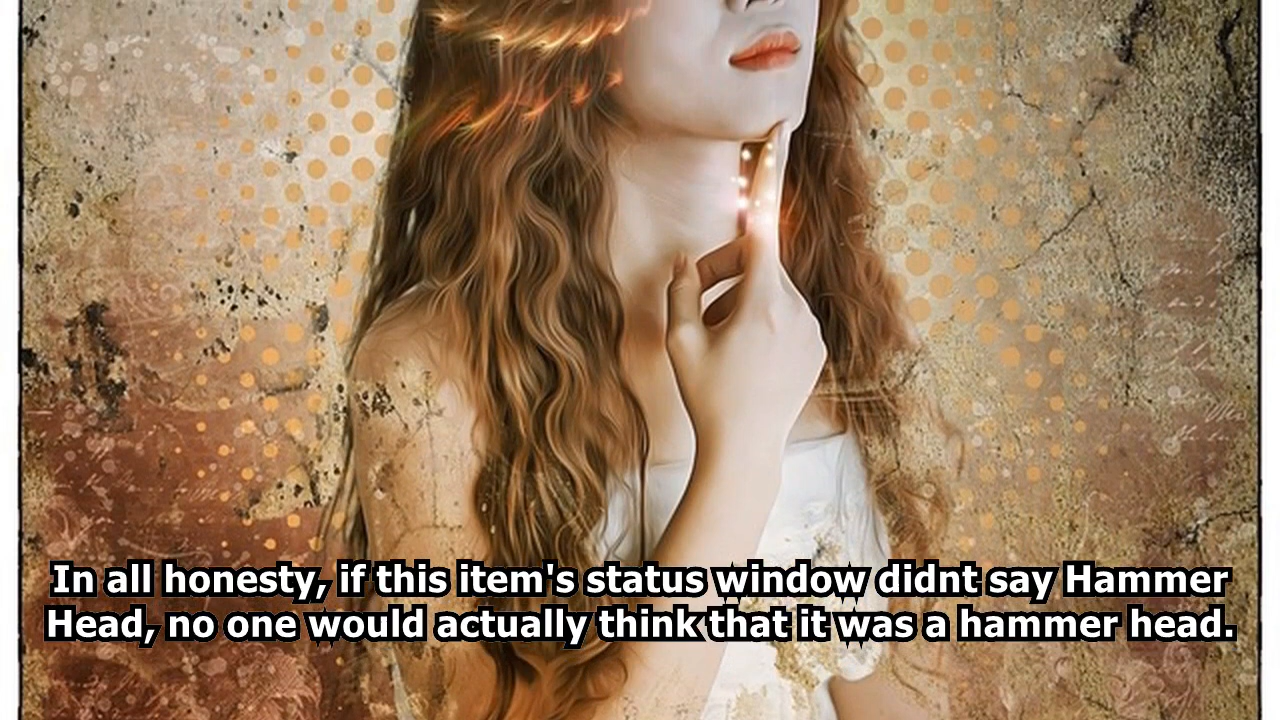 In all honesty, if this item's status window didnt say Hammer
Head, no one would actually think that it was a hammer head.